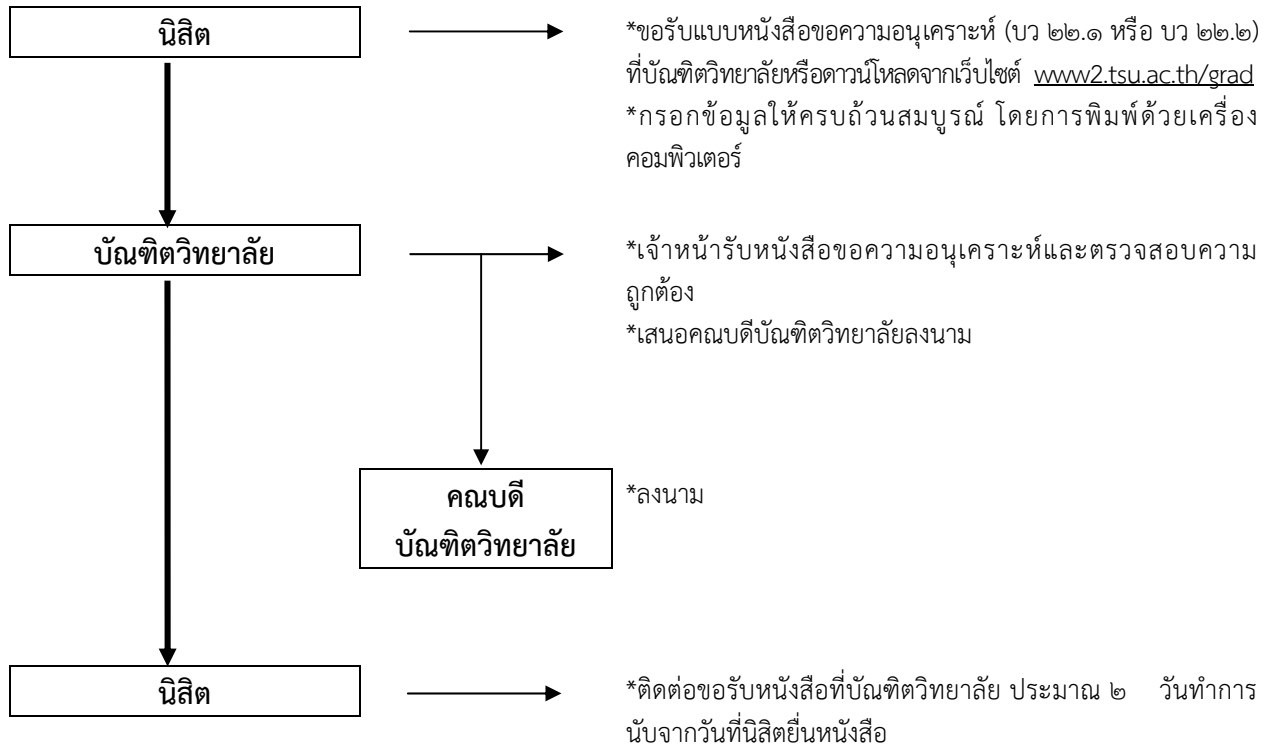 นิสิต
*ขอรับแบบหนังสือขอความอนุเคราะห์ (บว ๒๒.๑ หรือ บว ๒๒.๒)
ที่บัณฑิตวิทยาลัยหรือดาวน์โหลดจากเว็บไซต์ www2.tsu.ac.th/grad
*กรอกข้อมูลให้ครบถ้วนสมบูรณ์ โดยการพิมพ์ด้วยเครื่อง
คอมพิวเตอร์
บัณฑิตวิทยาลัย
*เจ้าหน้ารับหนังสือขอความอนุเคราะห์และตรวจสอบความ
ถูกต้อง
*เสนอคณบดีบัณฑิตวิทยาลัยลงนาม
คณบดี
บัณฑิตวิทยาลัย
*ลงนาม
นิสิต
*ติดต่อขอรับหนังสือที่บัณฑิตวิทยาลัย ประมาณ ๒ วันทำการ
นับจากวันที่นิสิตยื่นหนังสือ